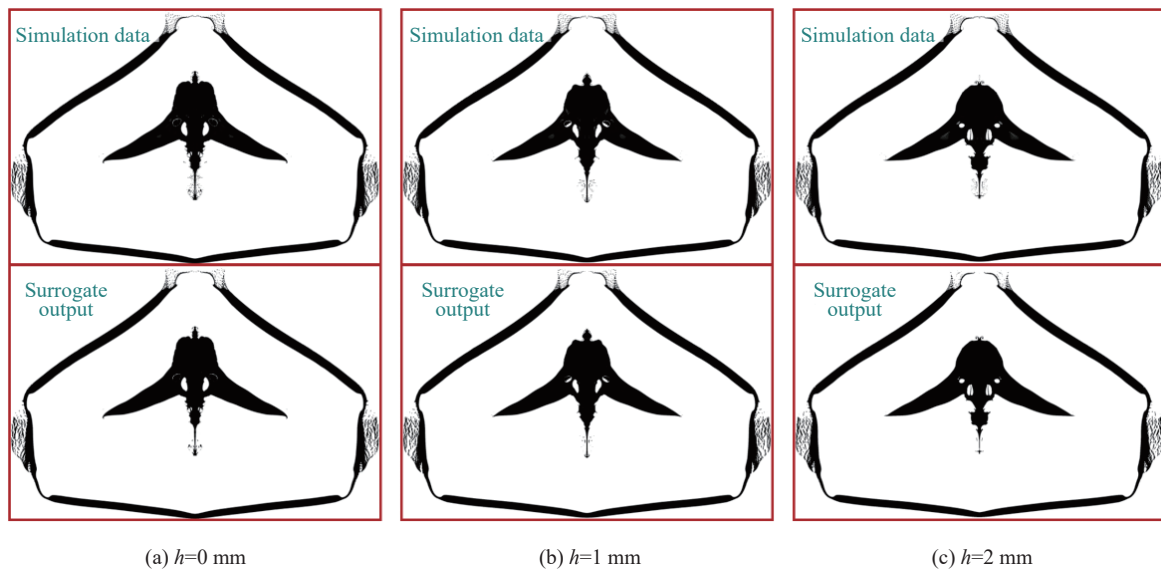 Simulation data
Simulation data
Simulation data
Surrogate
output
Surrogate
output
Surrogate
output
(a) h=0 mm
(b) h=1 mm
(c) h=2 mm